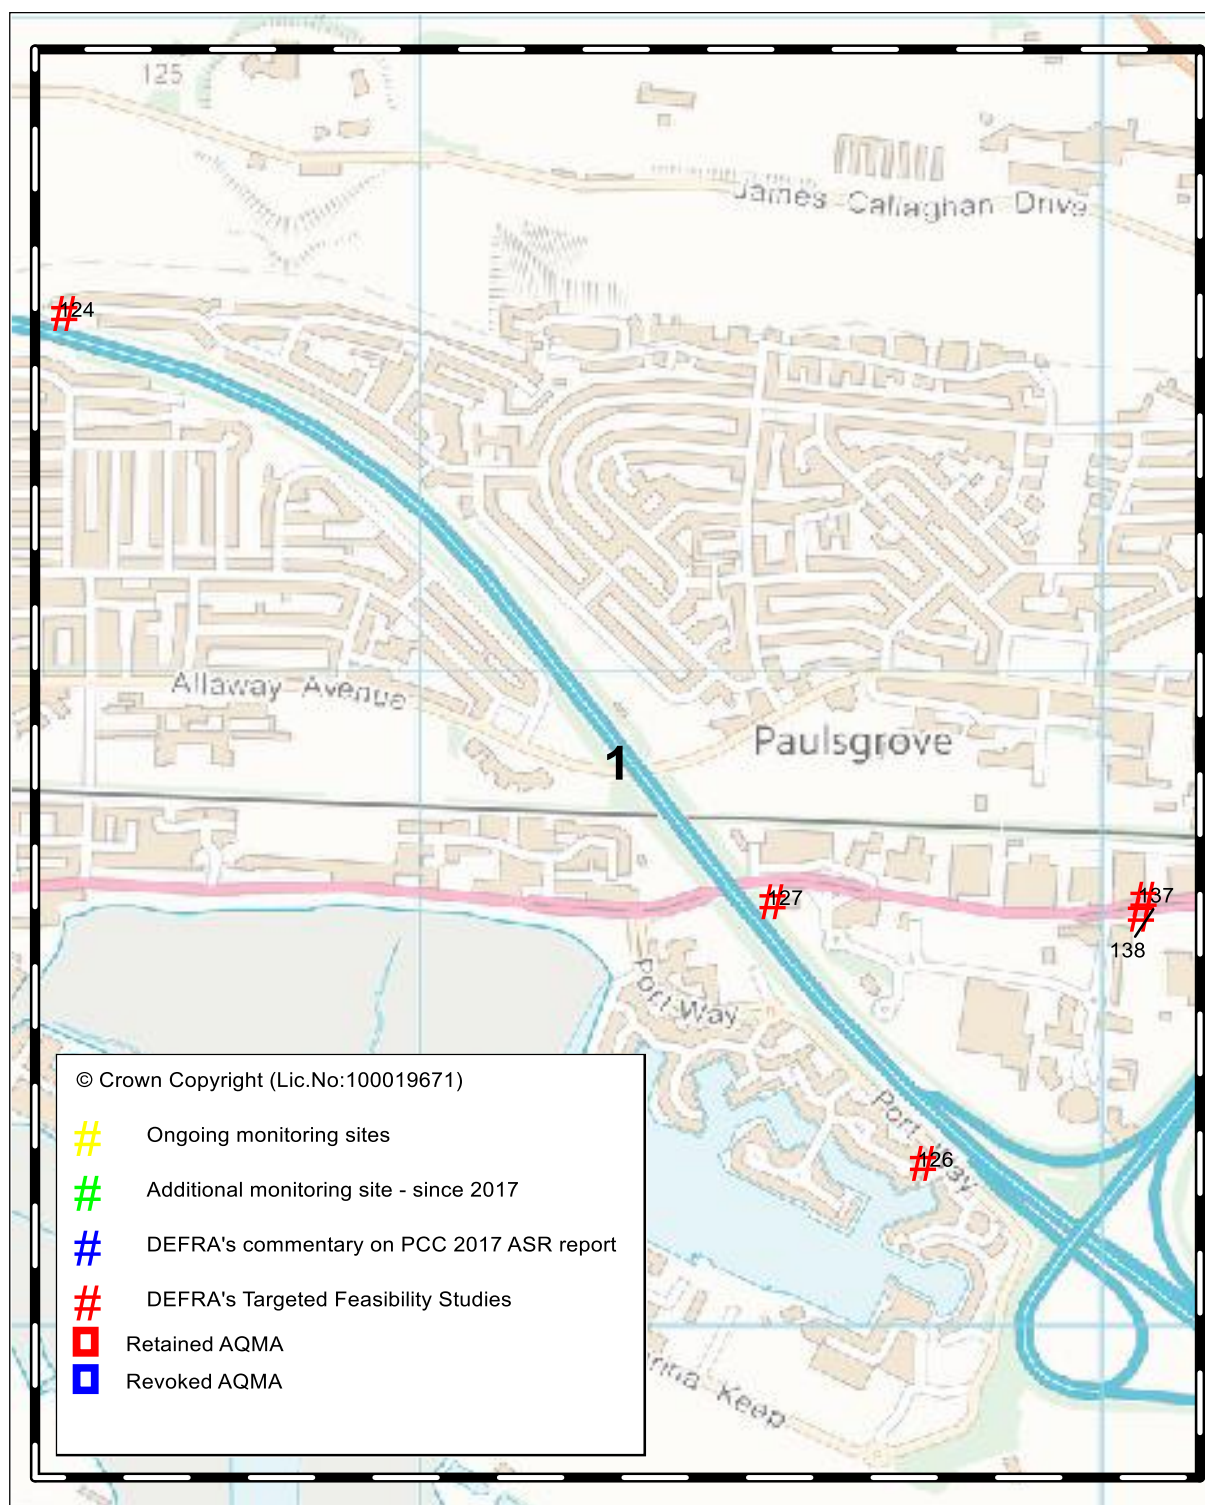 125
James Callaghan Drive
124
Allaway Avenue
Paulsgrove
1
127
137
138
Port Way
Port Way
126
Keep
© Crown Copyright (Lic.No:100019671)
# Ongoing monitoring sites
# Additional monitoring site - since 2017
# DEFRA's commentary on PCC 2017 ASR report
# DEFRA's Targeted Feasibility Studies
Retained AQMA
Revoked AQMA